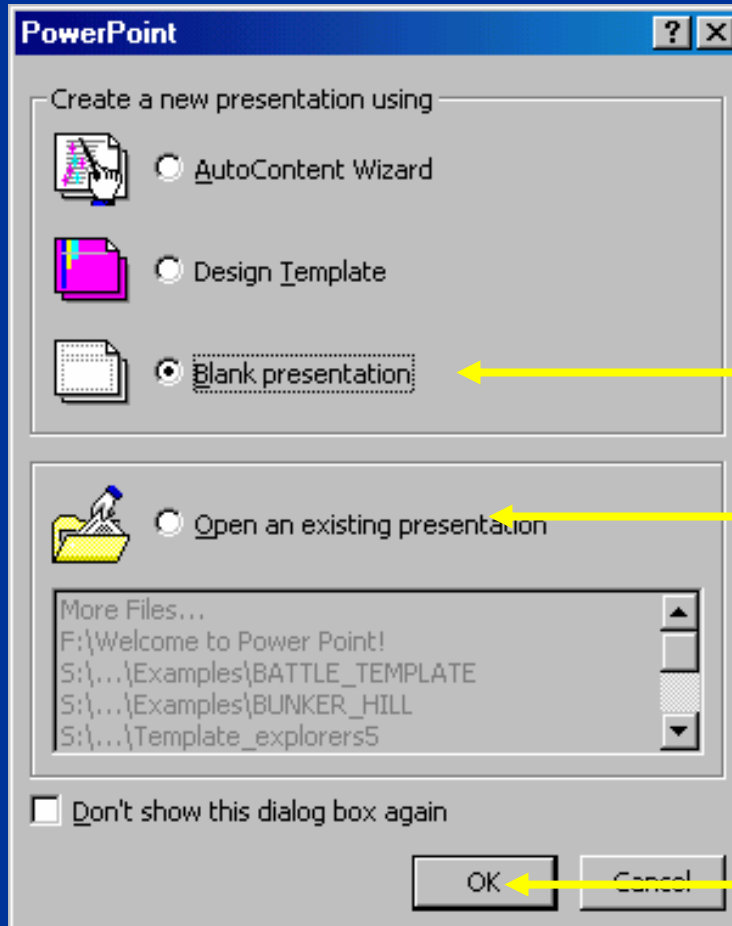 PowerPoint
Create a new presentation using
AutoContent Wizard
Design Template
Blank presentation
Open an existing presentation
More Files...
F:\Welcome to Power Point!
S:\...\Examples\BATTLE_TEMPLATE
S:\...\Examples\BUNKER_HILL
S:\...\Template_explorers5
Don't show this dialog box again
OK Cancel